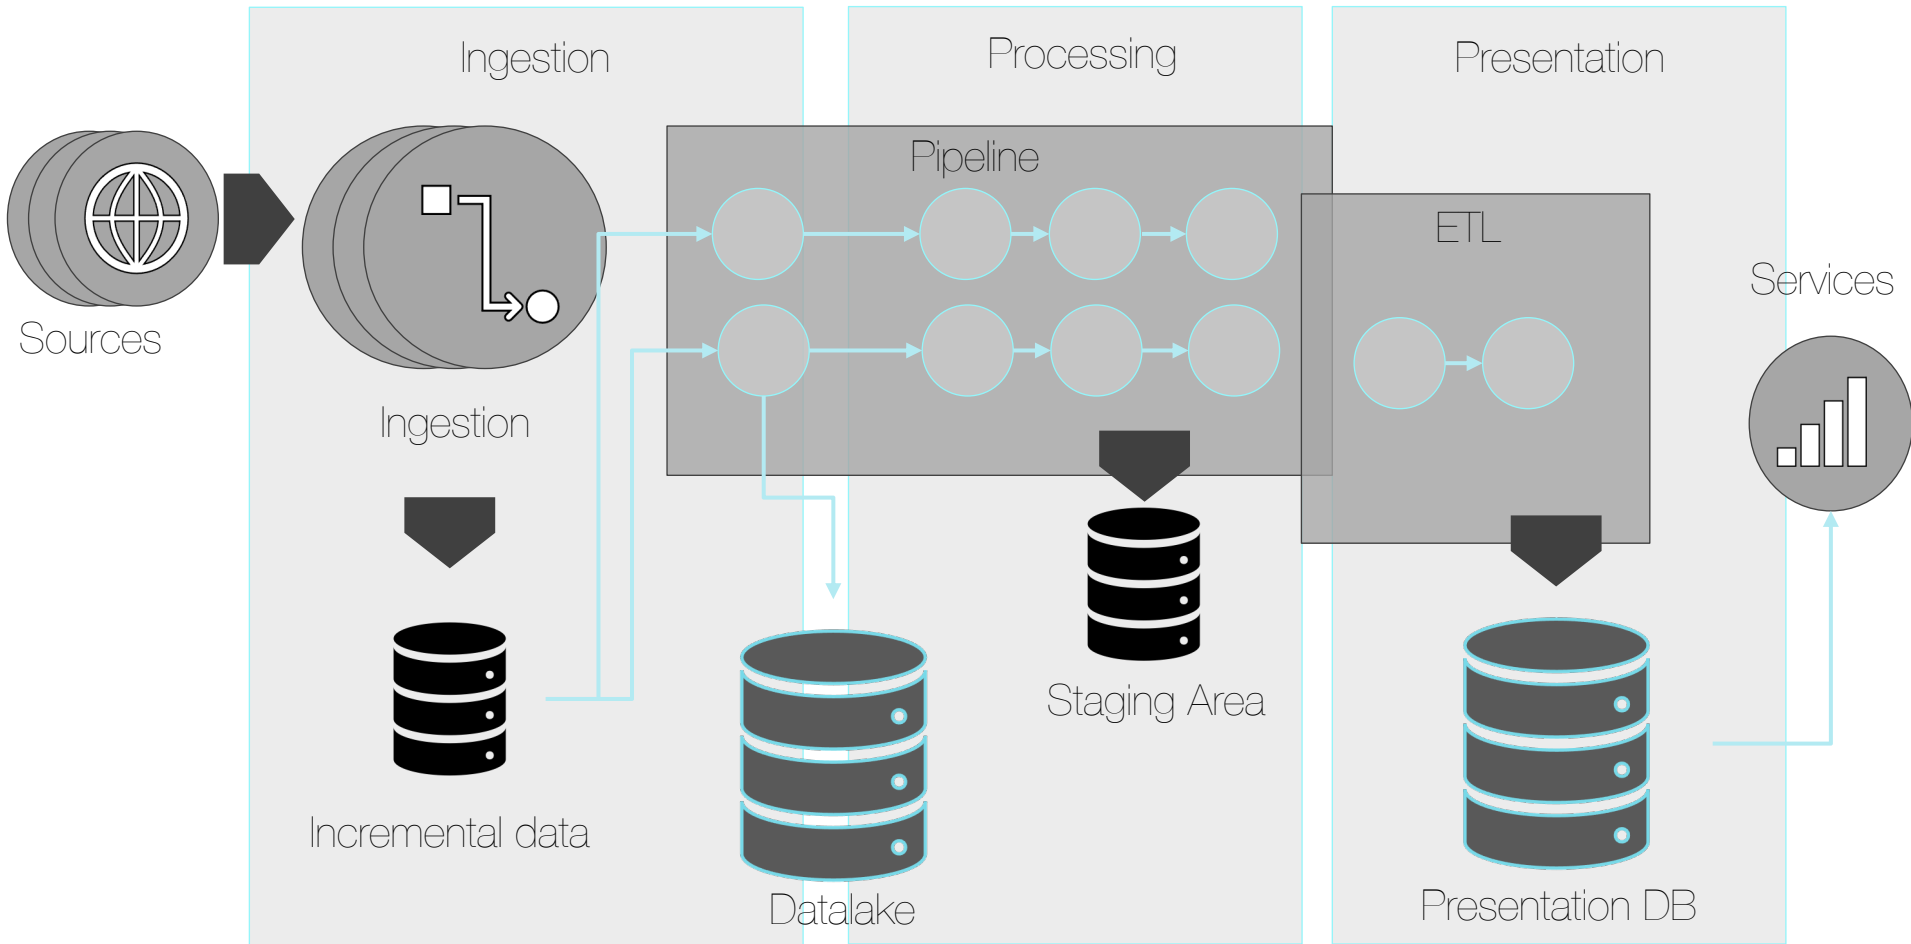 Ingestion
Processing
Presentation
Pipeline
ETL
Services
Sources
Ingestion
Staging Area
Incremental data
Datalake
Presentation DB